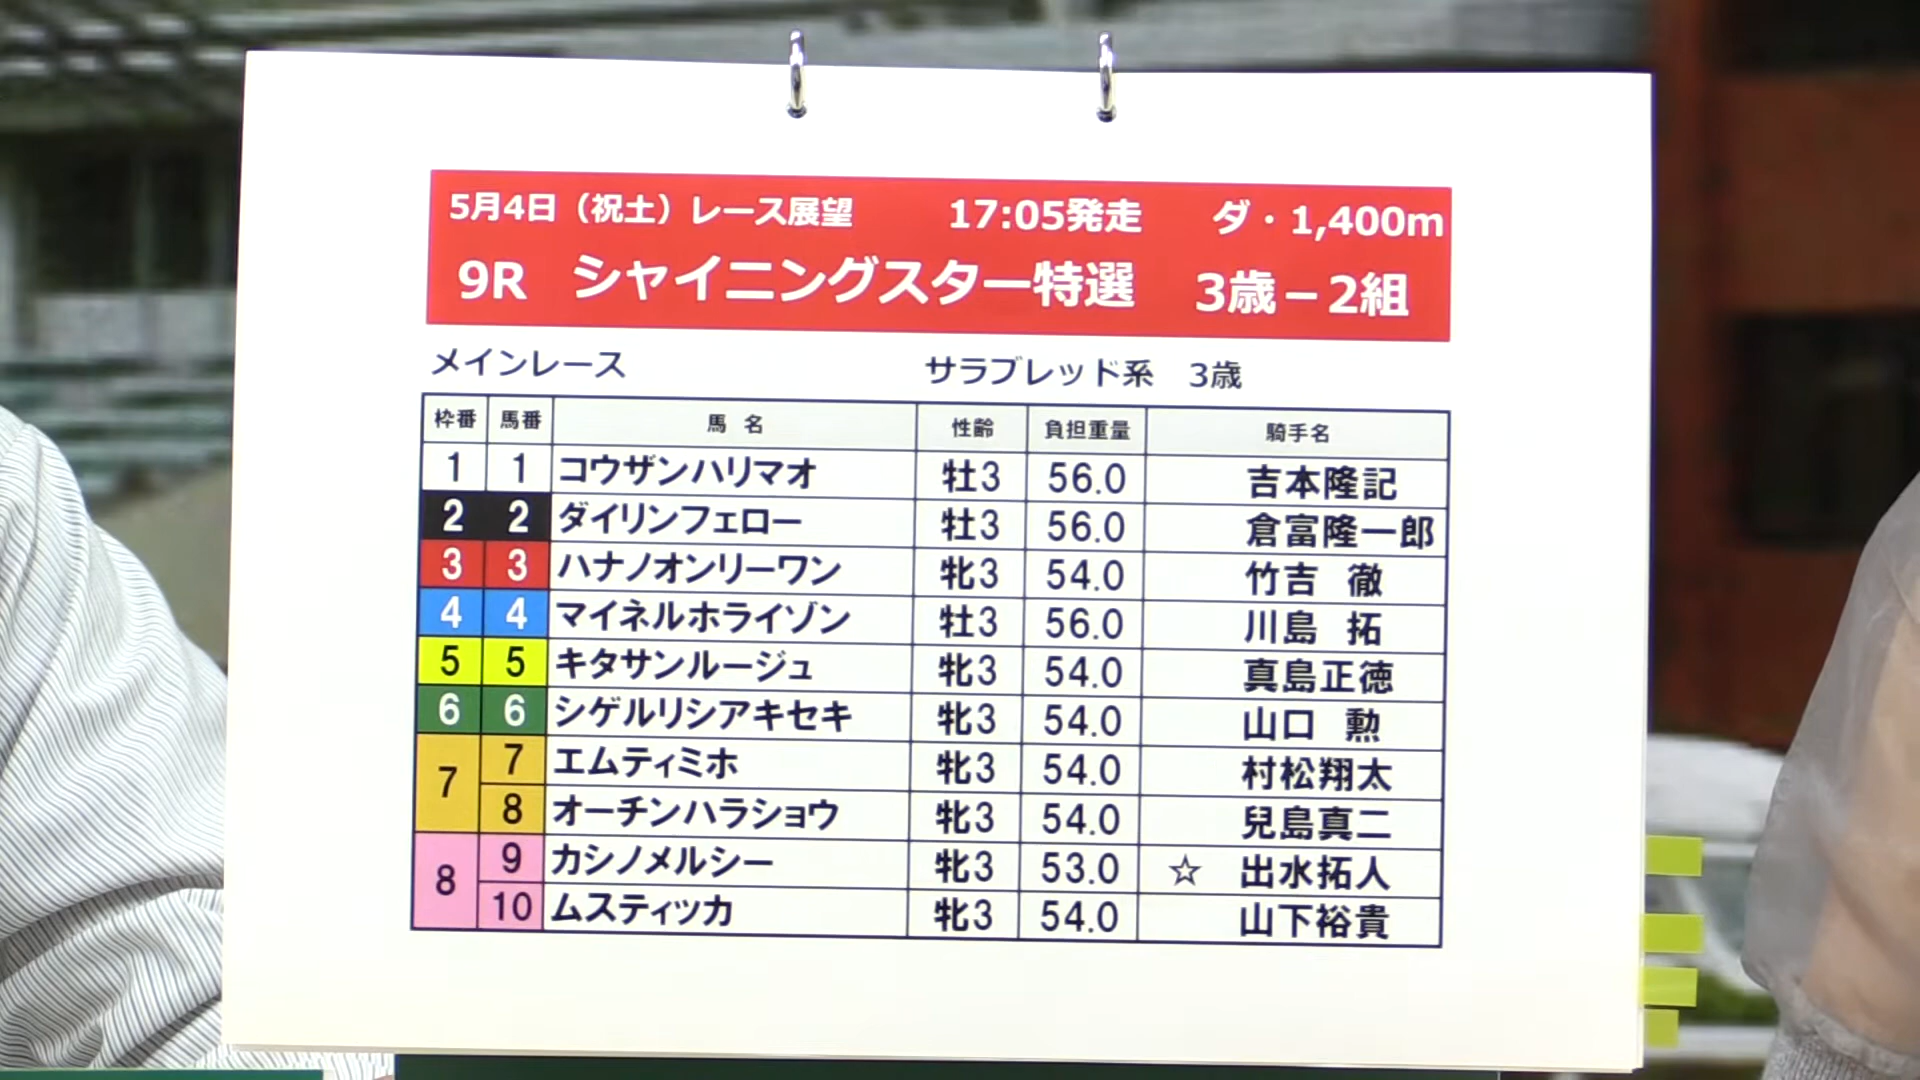 5月4日（祝土）レース展望 17:05発走 ダ・1,400m
9R シャイニングスター特選 3歳－2組
メインレース サラブレッド系 3歳
枠番 馬番 馬名 性齢 負担重量 騎手名
1 1 コウザンハリマオ 牡3 56.0 吉本隆記
2 2 ダイリンフェロー 牡3 56.0 倉富隆一郎
3 3 ハナノオンリーワン 牝3 54.0 竹吉 徹
4 4 マイネルホライゾン 牡3 56.0 川島 拓
5 5 キタサンルージュ 牝3 54.0 真島正徳
6 6 シゲルリシアキセキ 牝3 54.0 山口 勲
7 7 エムティミホ 牝3 54.0 村松翔太
8 オーチンハラショウ 牝3 54.0 兒島真二
8 9 カシノメルシー 牝3 53.0 ☆ 出水拓人
10 ムスティツカ 牝3 54.0 山下裕貴